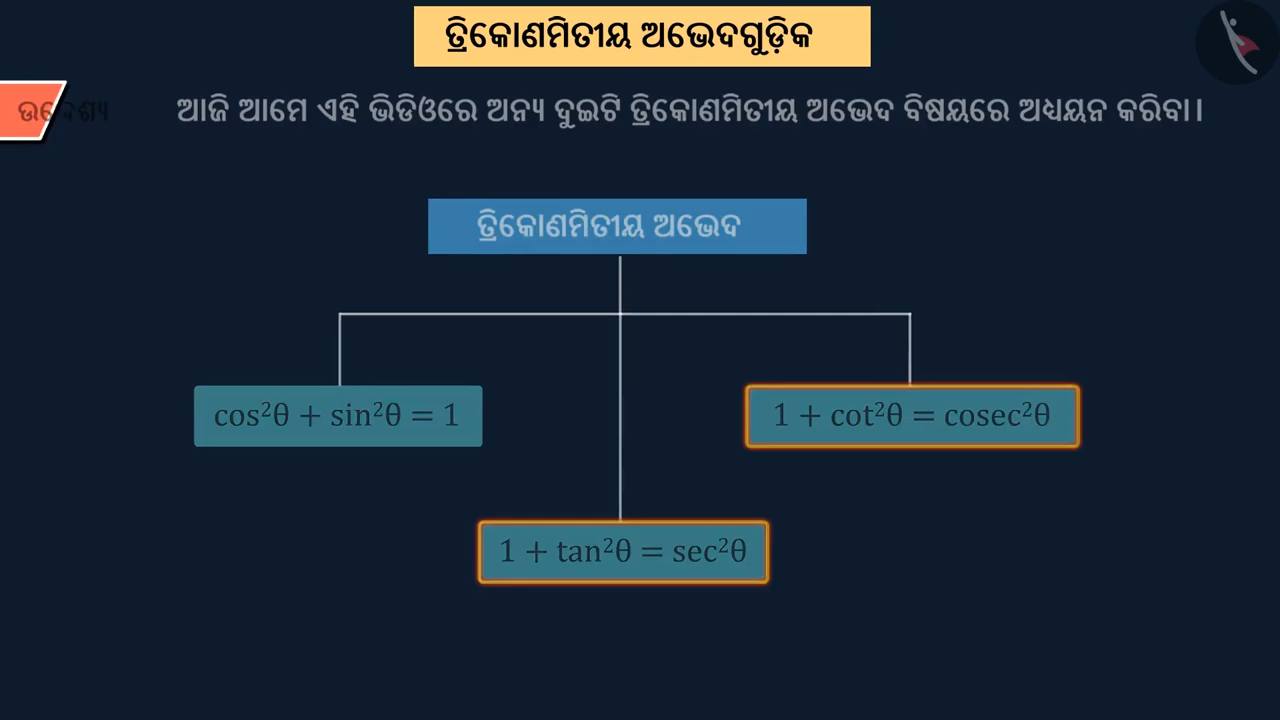 ତ୍ରିକୋଣମିତୀୟ ଅଭେଦଗୁଡ଼ିକ
ଉଦ୍ଦେଶ୍ୟ ଆଜି ଆମେ ଏହି ଭିଡିଓରେ ଅନ୍ୟ ଦୁଇଟି ତ୍ରିକୋଣମିତୀୟ ଅଭେଦ ବିଷୟରେ ଅଧ୍ୟୟନ କରିବା।
ତ୍ରିକୋଣମିତୀୟ ଅଭେଦ
cos²θ + sin²θ = 1 1 + cot²θ = cosec²θ
1 + tan²θ = sec²θ